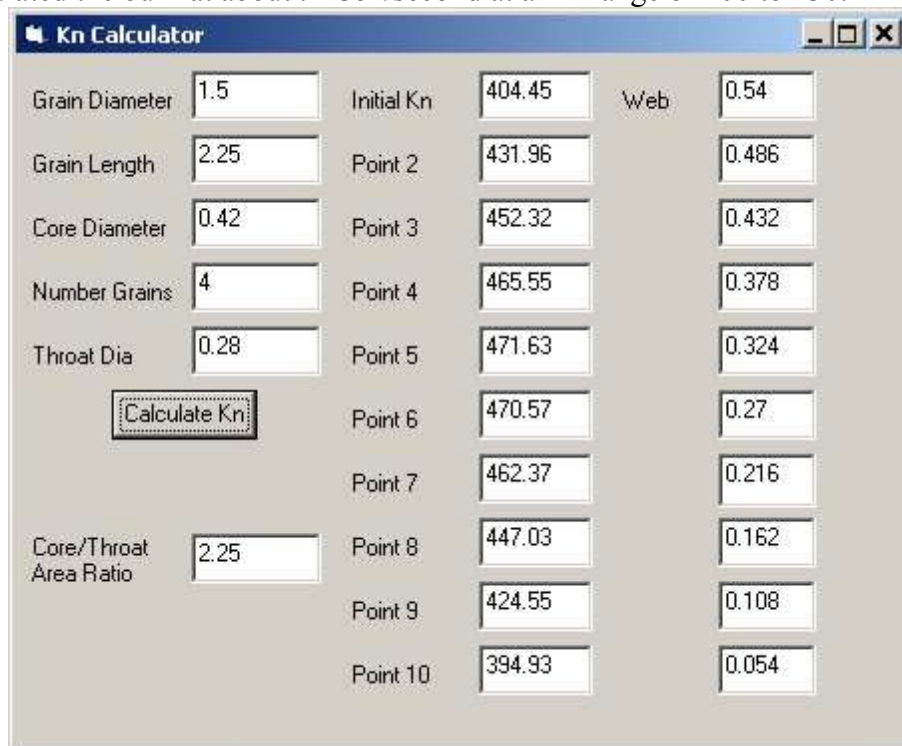 Kn Calculator
Grain Diameter 1.5 Initial Kn 404.45 Web 0.54
Grain Length 2.25 Point 2 431.96 0.486
Core Diameter 0.42 Point 3 452.32 0.432
Number Grains 4 Point 4 465.55 0.378
Throat Dia 0.28 Point 5 471.63 0.324
Calculate Kn Point 6 470.57 0.27
Point 7 462.37 0.216
Core/Throat
Area Ratio 2.25 Point 8 447.03 0.162
Point 9 424.55 0.108
Point 10 394.93 0.054